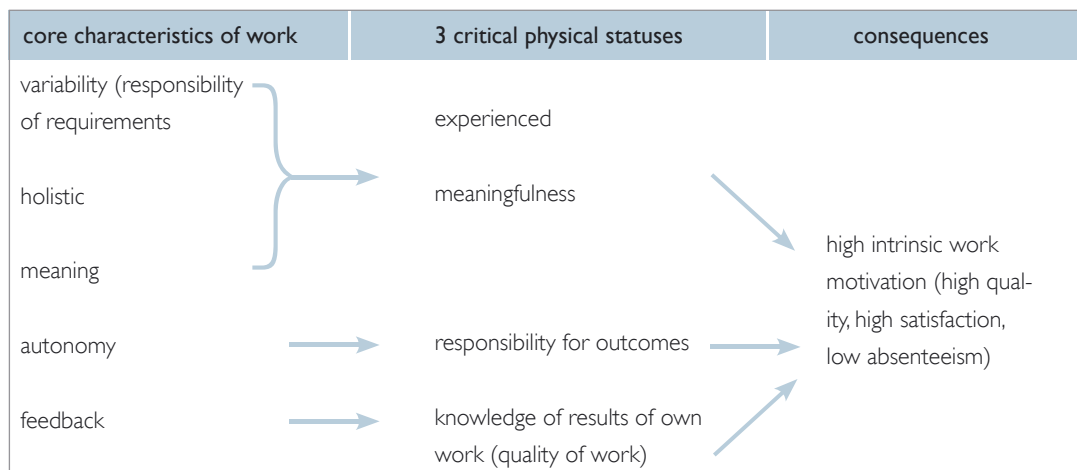 core characteristics of work
3 critical physical statuses
consequences
variability (responsibility
of requirements
experienced
holistic
meaningfulness
meaning
high intrinsic work
motivation (high qual-
ity, high satisfaction,
low absenteeism)
autonomy
responsibility for outcomes
feedback
knowledge of results of own
work (quality of work)